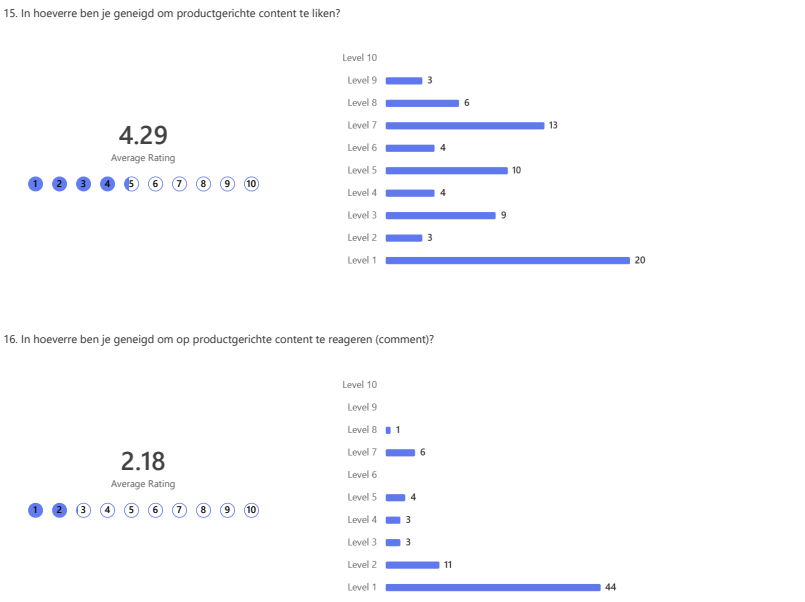 15. In hoeverre ben je geneigd om productgerichte content te liken?
4.29
Average Rating
1 2 3 4 5 6 7 8 9 10
Level 10
Level 9 3
Level 8 6
Level 7 13
Level 6 4
Level 5 10
Level 4 4
Level 3 9
Level 2 3
Level 1 20
16. In hoeverre ben je geneigd om op productgerichte content te reageren (comment)?
2.18
Average Rating
1 2 3 4 5 6 7 8 9 10
Level 10
Level 9
Level 8 1
Level 7 6
Level 6
Level 5 4
Level 4 3
Level 3 3
Level 2 11
Level 1 44